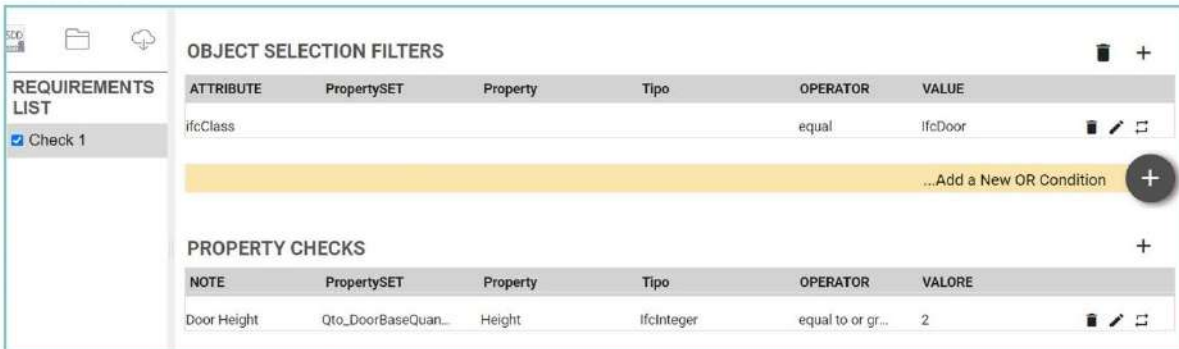 OBJECT SELECTION FILTERS
REQUIREMENTS
LIST
Check 1
ATTRIBUTE PropertySET Property Tipo OPERATOR VALUE
ifcClass equal IfcDoor
...Add a New OR Condition
PROPERTY CHECKS
NOTE PropertySET Property Tipo OPERATOR VALORE
Door Height Qto_DoorBaseQuan... Height IfcInteger equal to or gr... 2